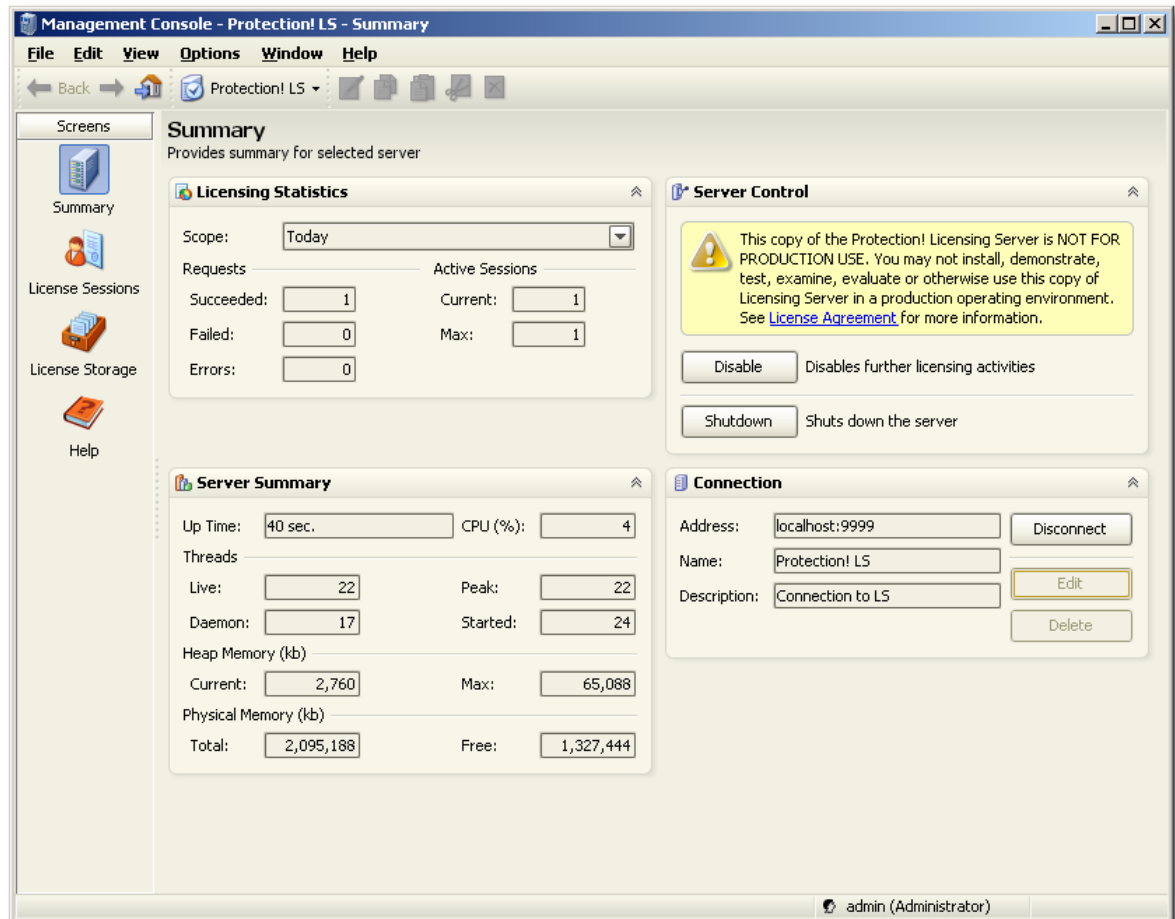 Management Console - Protection! LS - Summary
File Edit View Options Window Help
Back Protection! LS
Screens
Summary
License Sessions
License Storage
Help
Summary
Provides summary for selected server
Licensing Statistics
Scope: Today
Requests Active Sessions
Succeeded: 1 Current: 1
Failed: 0 Max: 1
Errors: 0
Server Control
This copy of the Protection! Licensing Server is NOT FOR
PRODUCTION USE. You may not install, demonstrate,
test, examine, evaluate or otherwise use this copy of
Licensing Server in a production operating environment.
See License Agreement for more information.
Disable Disables further licensing activities
Shutdown Shuts down the server
Server Summary
Up Time: 40 sec. CPU (%): 4
Threads
Live: 22 Peak: 22
Daemon: 17 Started: 24
Heap Memory (kb)
Current: 2,760 Max: 65,088
Physical Memory (kb)
Total: 2,095,188 Free: 1,327,444
Connection
Address: localhost:9999 Disconnect
Name: Protection! LS
Edit
Description: Connection to LS
Delete
admin (Administrator)